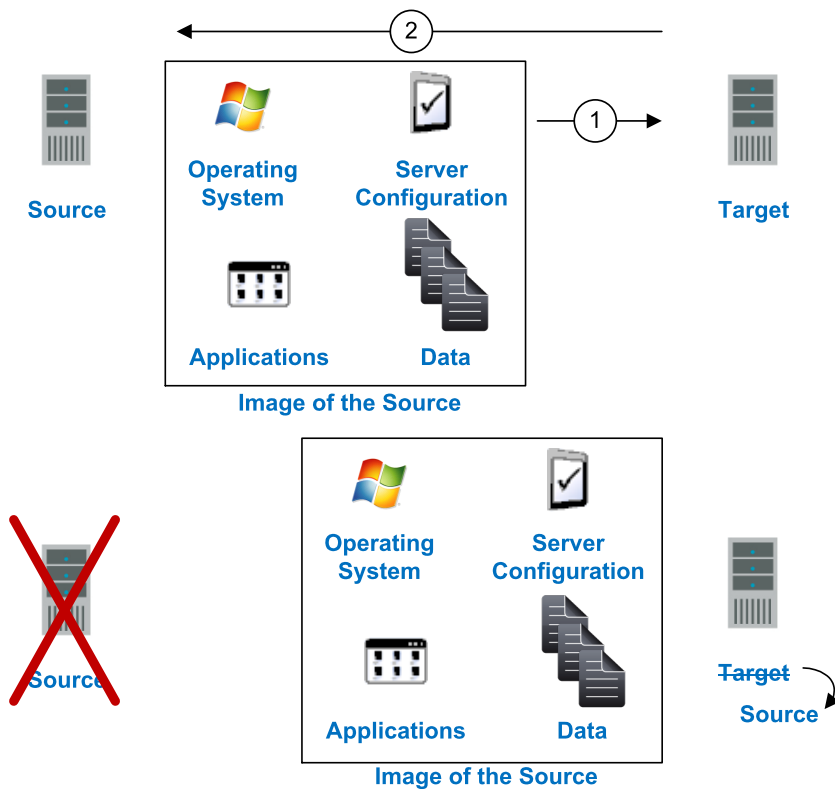 2
1
Source
Operating
System
Server
Configuration
Target
Applications
Data
Image of the Source
Source
Operating
System
Server
Configuration
Target
Source
Applications
Data
Image of the Source